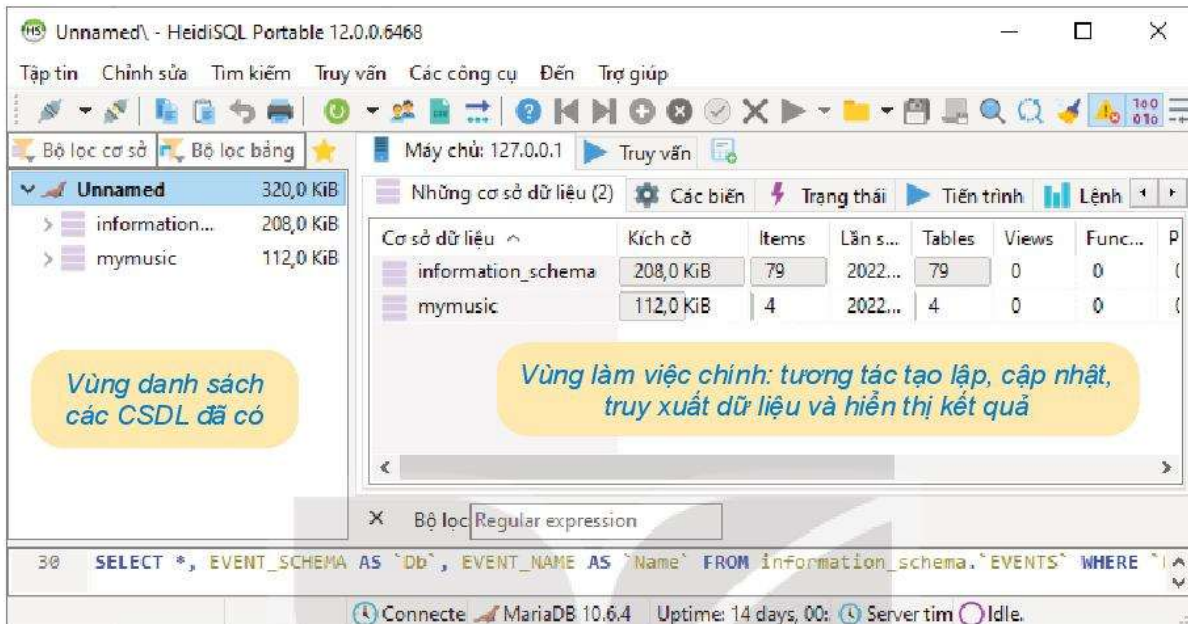 Unnamed\ - HeidiSQL Portable 12.0.0.6468
Tập tin Chỉnh sửa Tìm kiếm Truy vấn Các công cụ Đến Trợ giúp
Bộ lọc cơ sở Bộ lọc bảng Máy chủ: 127.0.0.1 Truy vấn
Unnamed 320,0 KiB
information... 208,0 KiB
mymusic 112,0 KiB
Vùng danh sách
các CSDL đã có
Những cơ sở dữ liệu (2) Các biến Trạng thái Tiến trình Lệnh
Cơ sở dữ liệu Kích cỡ Items Lần s... Tables Views Func... P
information_schema 208,0 KiB 79 2022... 79 0 0
mymusic 112,0 KiB 4 2022... 4 0 0
Vùng làm việc chính: tương tác tạo lập, cập nhật,
truy xuất dữ liệu và hiển thị kết quả
Bộ lọc Regular expression
30 SELECT *, EVENT_SCHEMA AS `Db`, EVENT_NAME AS `Name` FROM information_schema.`EVENTS` WHERE `
Connecte MariaDB 10.6.4 Uptime: 14 days, 00: Server tim Idle.